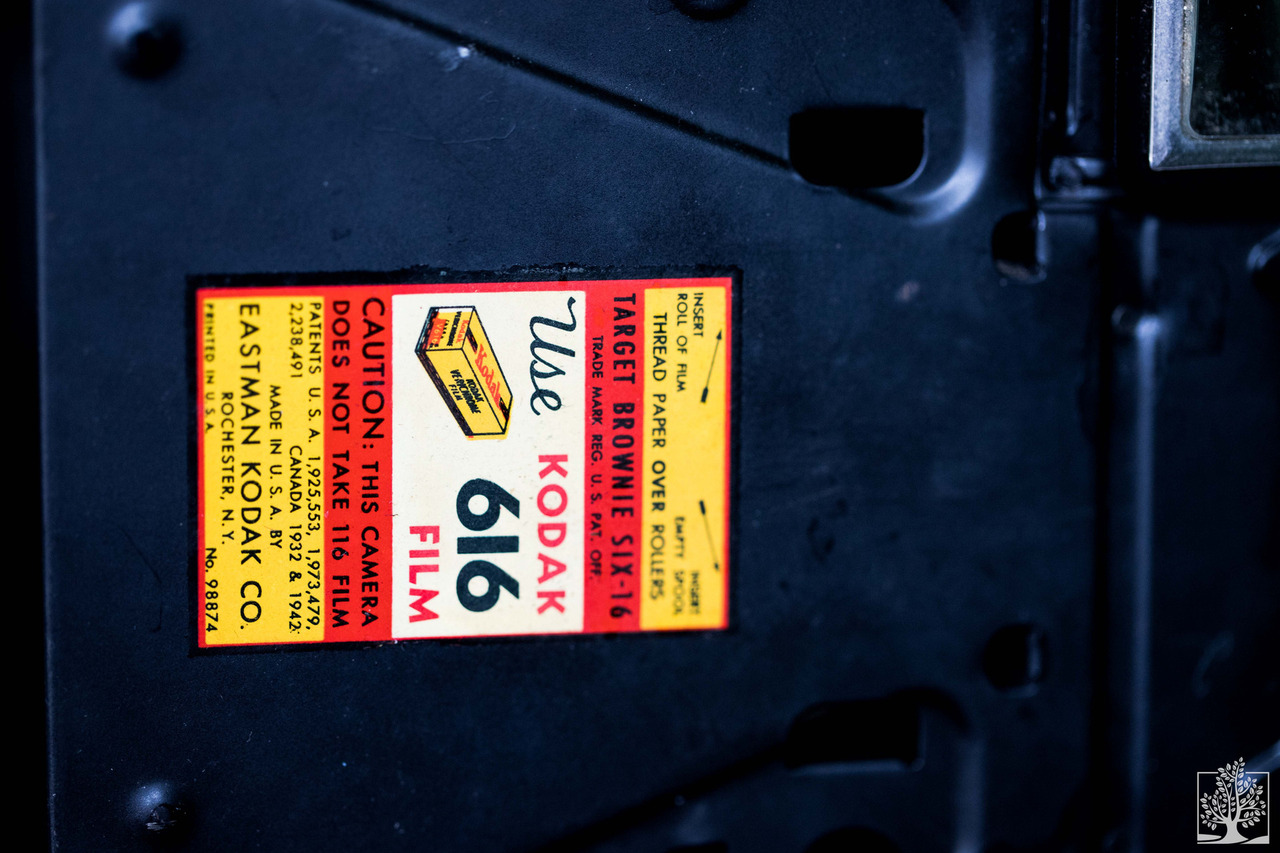 INSERT
ROLL OF FILM
INSERT
EMPTY SPOOL
THREAD PAPER OVER ROLLERS
TARGET BROWNIE SIX-16
TRADE MARK REG. U. S. PAT. OFF.
Use KODAK
616
FILM
Kodak
KODAK
VERICHROME
FILM
CAUTION: THIS CAMERA
DOES NOT TAKE 116 FILM
PATENTS U. S. A. 1,925,553, 1,973,479,
2,238,491 CANADA 1932 & 1942.
MADE IN U. S. A. BY
EASTMAN KODAK CO.
ROCHESTER, N. Y.
PRINTED IN U. S. A. No. 98874